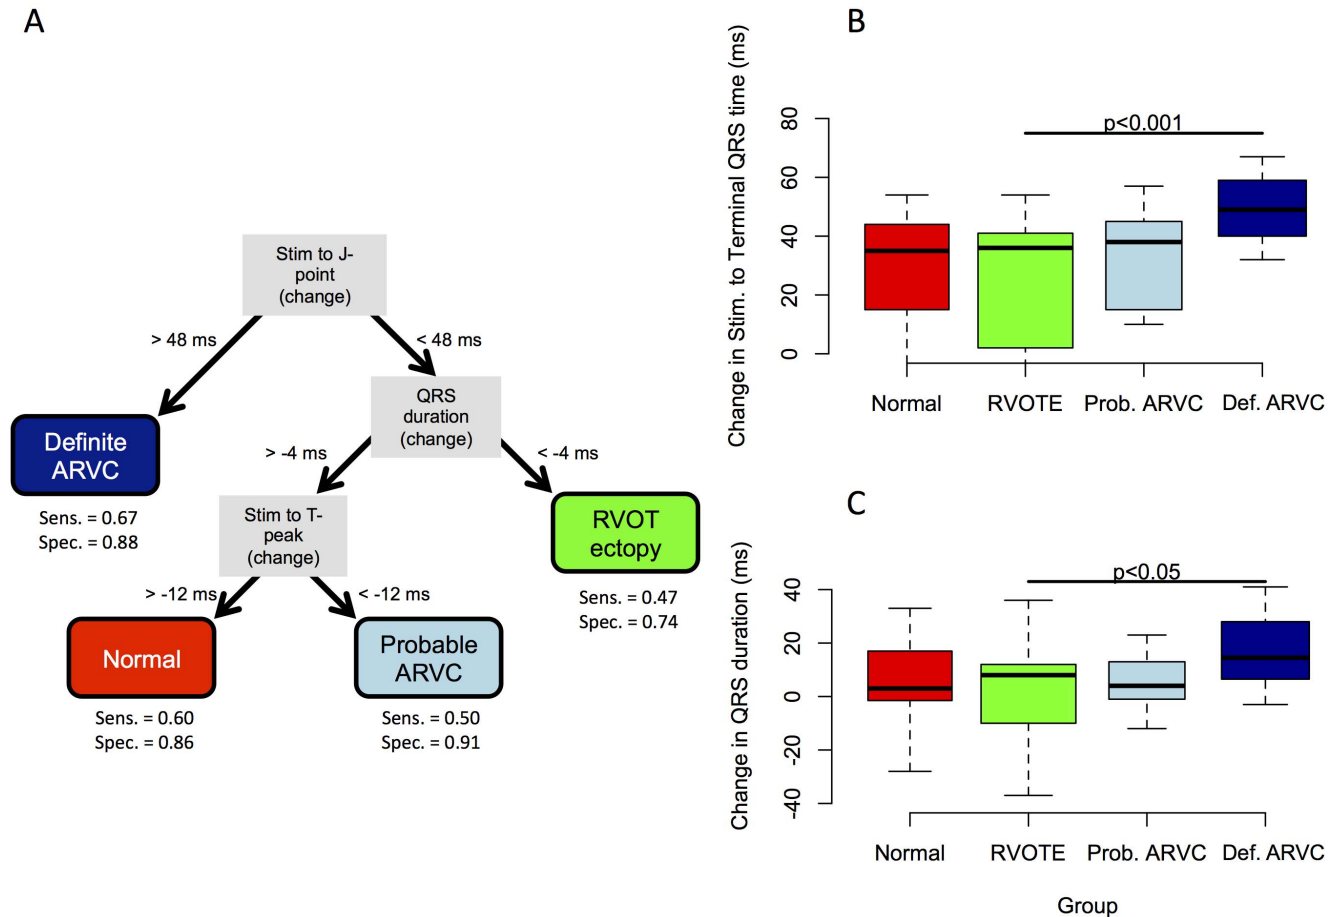 A
Stim to J-
point
(change)
> 48 ms
< 48 ms
QRS
duration
(change)
Definite
ARVC
> -4 ms
< -4 ms
Sens. = 0.67
Spec. = 0.88
Stim to T-
peak
(change)
RVOT
ectopy
> -12 ms
< -12 ms
Sens. = 0.47
Spec. = 0.74
Normal
Probable
ARVC
Sens. = 0.60
Spec. = 0.86
Sens. = 0.50
Spec. = 0.91
B
Change in Stim. to Terminal QRS time (ms)
80
60
40
20
0
p<0.001
Normal
RVOTE
Prob. ARVC
Def. ARVC
C
Change in QRS duration (ms)
40
20
0
-20
-40
p<0.05
Normal
RVOTE
Prob. ARVC
Def. ARVC
Group